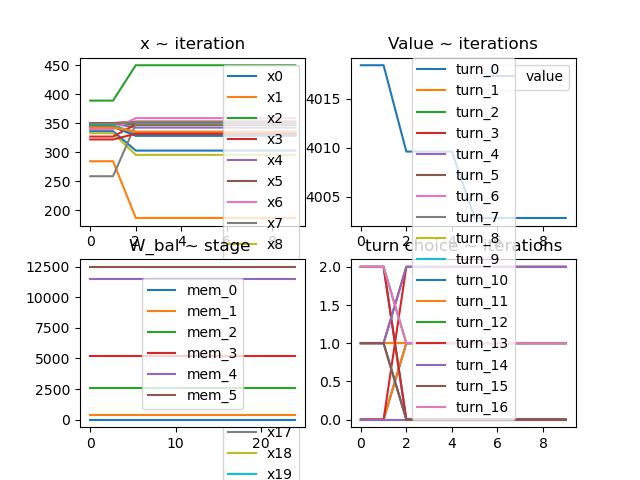 x ~ iteration
450
400
350
300
250
200
0
2
4
x0
x1
x2
x3
x4
x5
x6
x7
x8
x17
x18
x19
Value ~ iterations
4015
4010
4005
0
2
8
value
turn_0
turn_1
turn_2
turn_3
turn_4
turn_5
turn_6
turn_7
turn_8
turn_9
turn_10
turn_11
turn_12
turn_13
turn_14
turn_15
turn_16
W_bal ~ stage
12500
10000
7500
5000
2500
0
0
10
20
mem_0
mem_1
mem_2
mem_3
mem_4
mem_5
turn choice ~ iterations
2.0
1.5
1.0
0.5
0.0
0
2
4
6
8